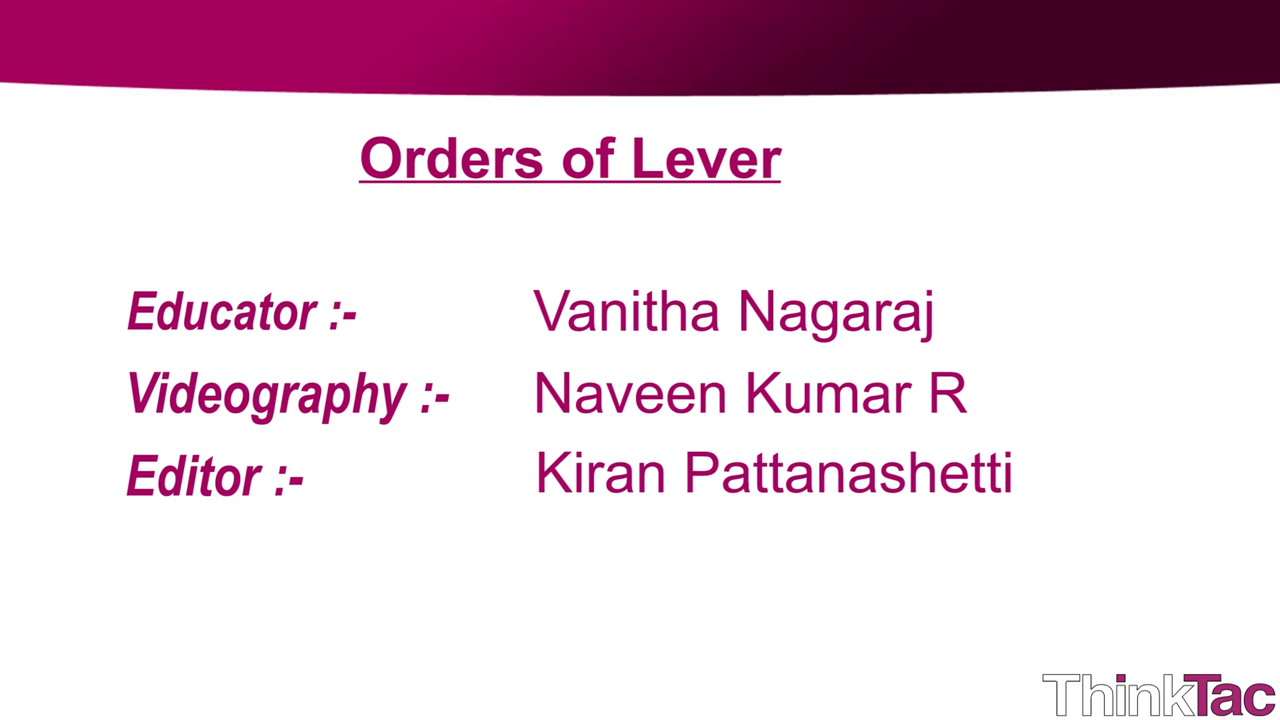 Orders of Lever
Educator :- Vanitha Nagaraj
Videography :- Naveen Kumar R
Editor :- Kiran Pattanashetti
ThinkTac